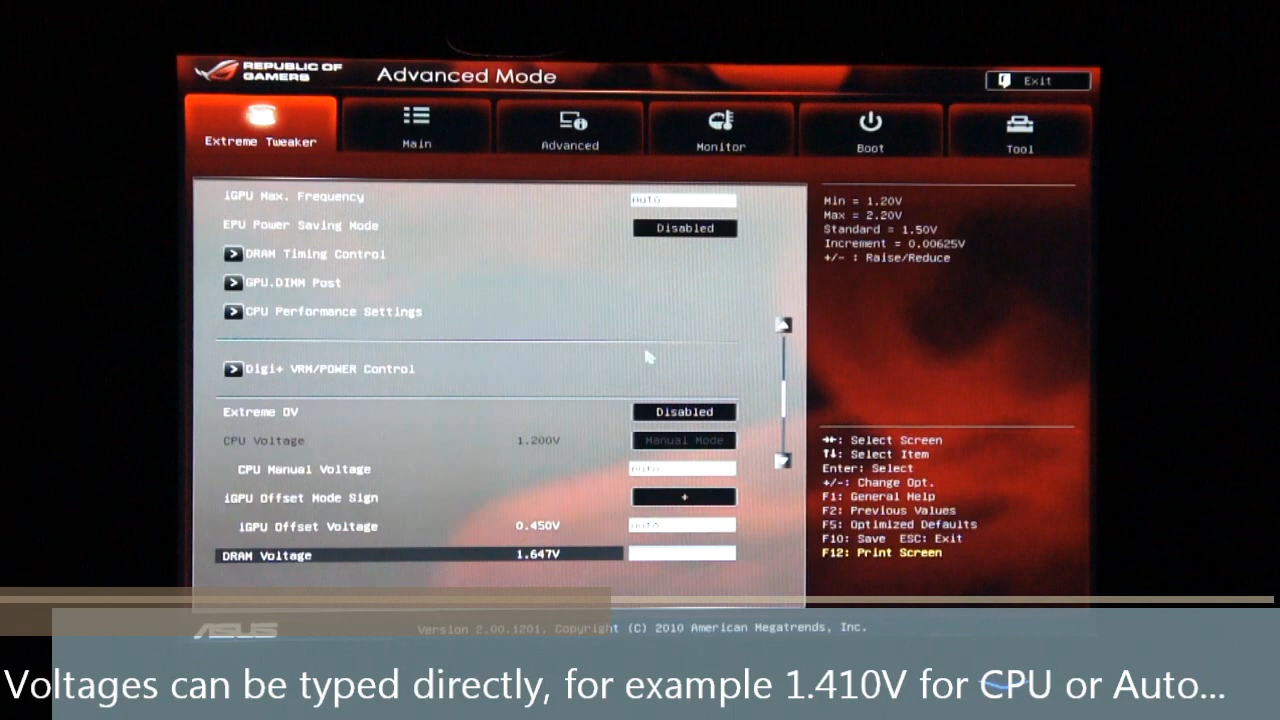 REPUBLIC OF
GAMERS
Advanced Mode
Exit
Extreme Tweaker
Main
Advanced
Monitor
Boot
Tool
iGPU Max. Frequency Auto
EPU Power Saving Mode Disabled
> DRAM Timing Control
> GPU.DIMM Post
> CPU Performance Settings
> Digi+ VRM/POWER Control
Extreme OV Disabled
CPU Voltage 1.200V Manual Mode
CPU Manual Voltage Auto
iGPU Offset Mode Sign +
iGPU Offset Voltage 0.450V Auto
DRAM Voltage 1.647V
Min = 1.20V
Max = 2.20V
Standard = 1.50V
Increment = 0.00625V
+/- : Raise/Reduce
→←: Select Screen
↑↓: Select Item
Enter: Select
+/-: Change Opt.
F1: General Help
F2: Previous Values
F5: Optimized Defaults
F10: Save ESC: Exit
F12: Print Screen
ASUS
Version 2.00.1201. Copyright (C) 2010 American Megatrends, Inc.
Voltages can be typed directly, for example 1.410V for CPU or Auto...